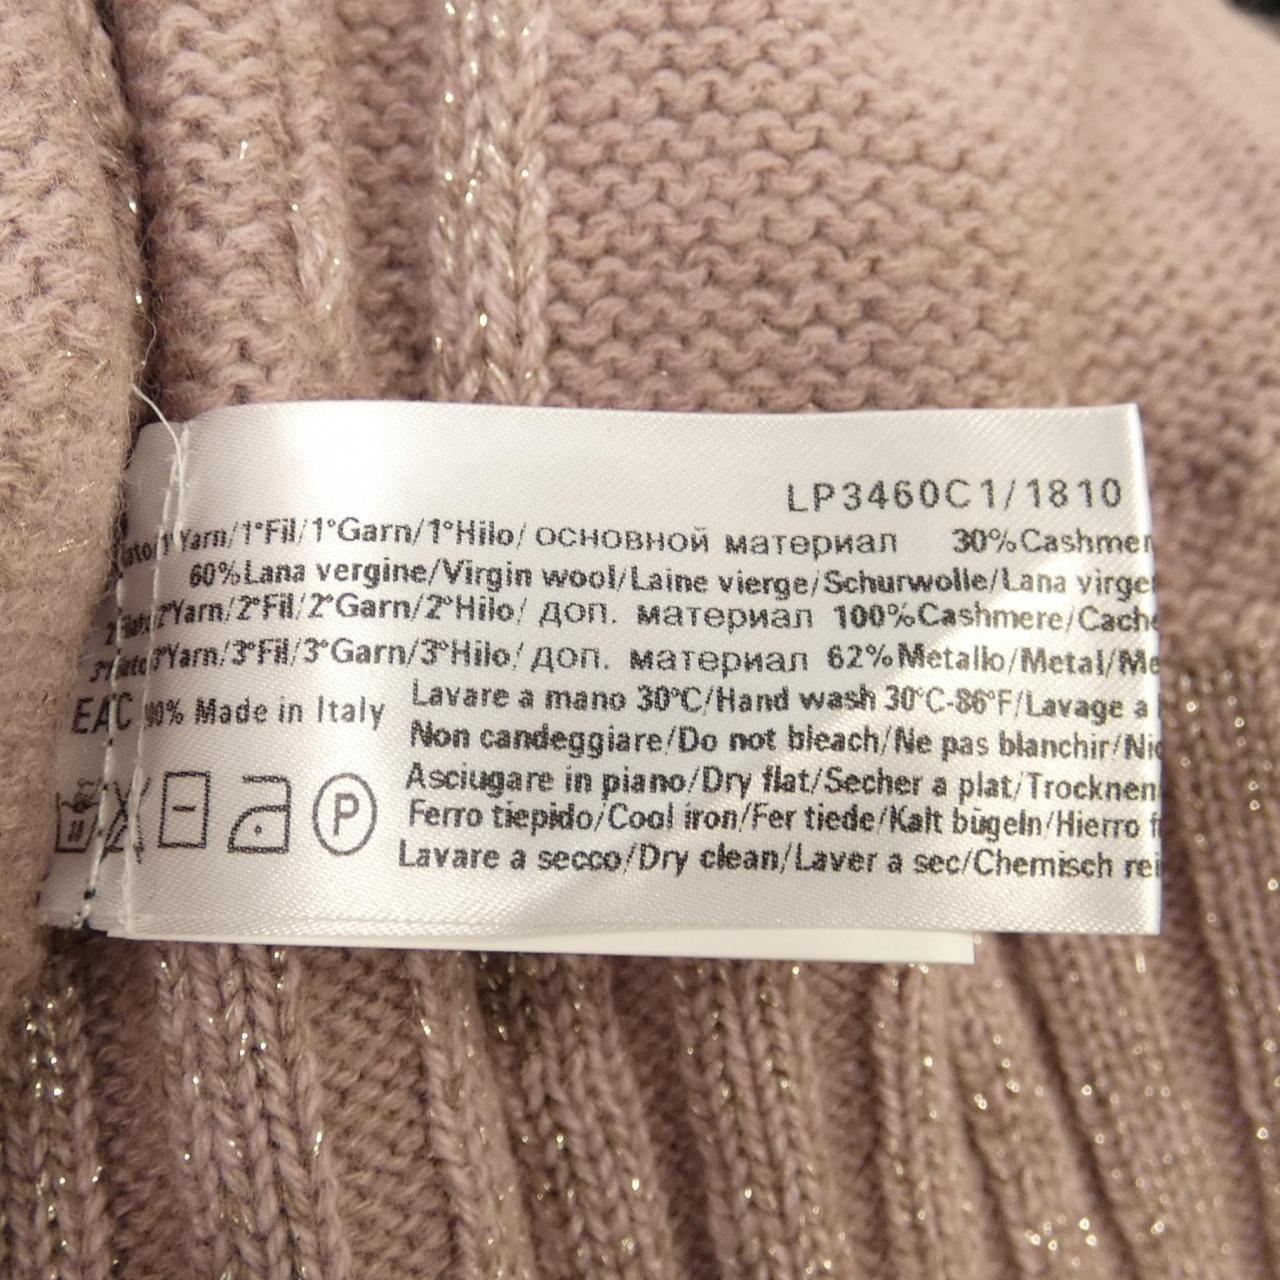 LP3460C1/1810
Yarn/1°Fil/1°Garn/1°Hilo/ основной материал 30%Cashmer
60%Lana vergine/Virgin wool/Laine vierge/Schurwolle/Lana virge
2°Yarn/2°Fil/2°Garn/2°Hilo/ доп. материал 100%Cashmere/Cache
3°Yarn/3°Fil/3°Garn/3°Hilo/ доп. материал 62%Metallo/Metal/Me
Lavare a mano 30°C/Hand wash 30°C-86°F/Lavage a
EAC Made in Italy
Non candeggiare/Do not bleach/Ne pas blanchir/Nic
Asciugare in piano/Dry flat/Secher a plat/Trocknen
Ferro tiepido/Cool iron/Fer tiede/Kalt bügeln/Hierro f
30 P
Lavare a secco/Dry clean/Laver a sec/Chemisch rei